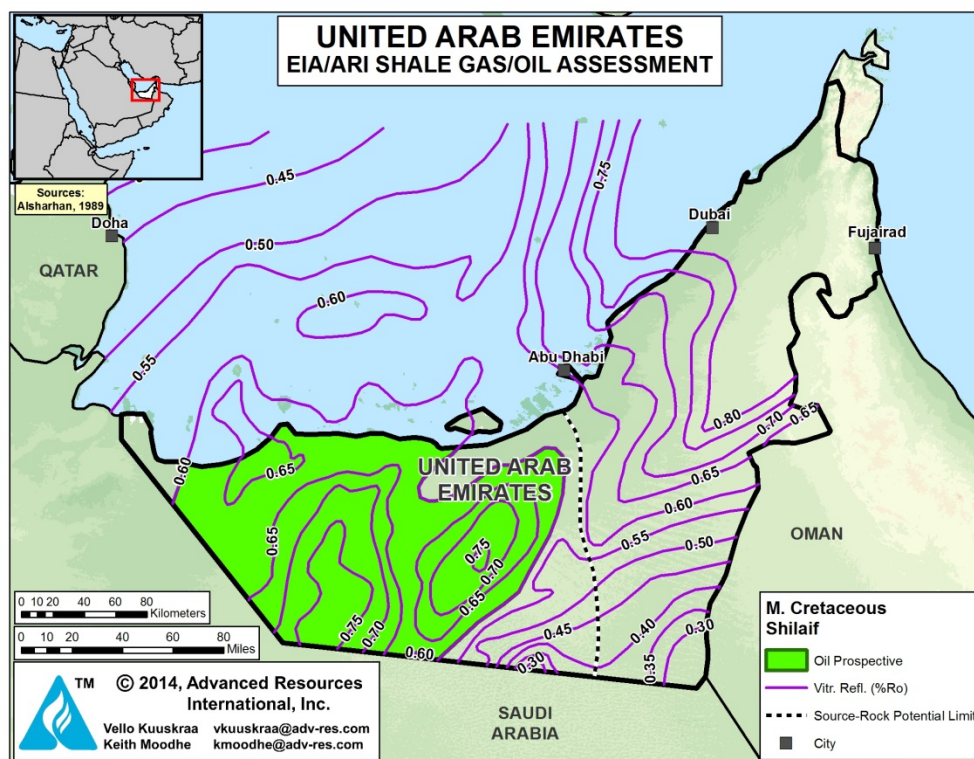 UNITED ARAB EMIRATES
EIA/ARI SHALE GAS/OIL ASSESSMENT
Sources:
Alsharhan, 1989
0.45
0.75
Doha
Dubai
Fujairad
0.50
QATAR
0.60
0.55
Abu Dhabi
0.80
0.70
0.65
0.60
0.65
UNITED ARAB
EMIRATES
0.65
0.60
0.55
0.50
OMAN
0.65
0.75
0.70
0.65
0.75
0.70
0.60
0.45
0.40
0.30
0.30
0.35
0 10 20 40 60 80
Kilometers
0 10 20 40 60 80
Miles
SAUDI
ARABIA
TM
© 2014, Advanced Resources
International, Inc.
Vello Kuuskraa vkuuskraa@adv-res.com
Keith Moodhe kmoodhe@adv-res.com
M. Cretaceous
Shilaif
Oil Prospective
Vitr. Refl. (%Ro)
Source-Rock Potential Limit
City